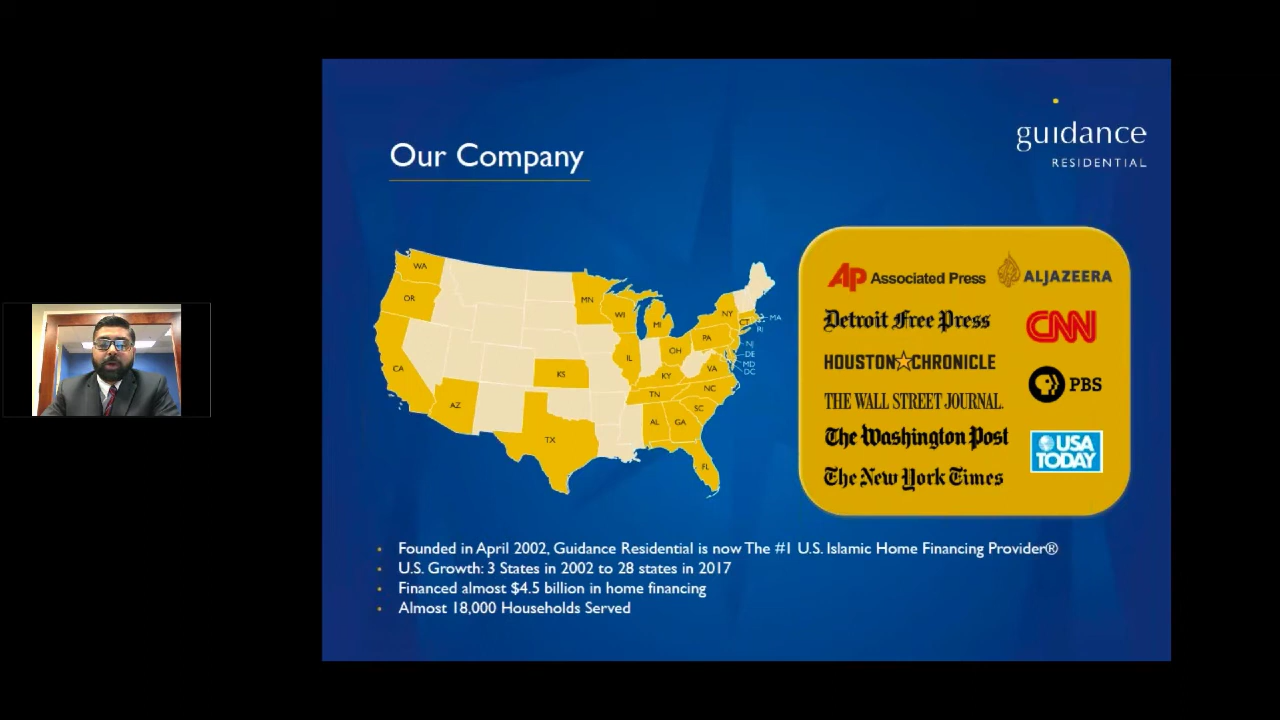 guidance
RESIDENTIAL
Our Company
WA
OR
CA
AZ
KS
TX
MN
WI
IL
MI
OH
KY
TN
AL
GA
FL
SC
NC
VA
PA
NY
CT
MA
RI
NJ
DE
MD
DC
AP Associated Press
ALJAZEERA
Detroit Free Press
CNN
HOUSTON CHRONICLE
PBS
THE WALL STREET JOURNAL.
The Washington Post
USA
TODAY
The New York Times
• Founded in April 2002, Guidance Residential is now The #1 U.S. Islamic Home Financing Provider®
• U.S. Growth: 3 States in 2002 to 28 states in 2017
• Financed almost $4.5 billion in home financing
• Almost 18,000 Households Served